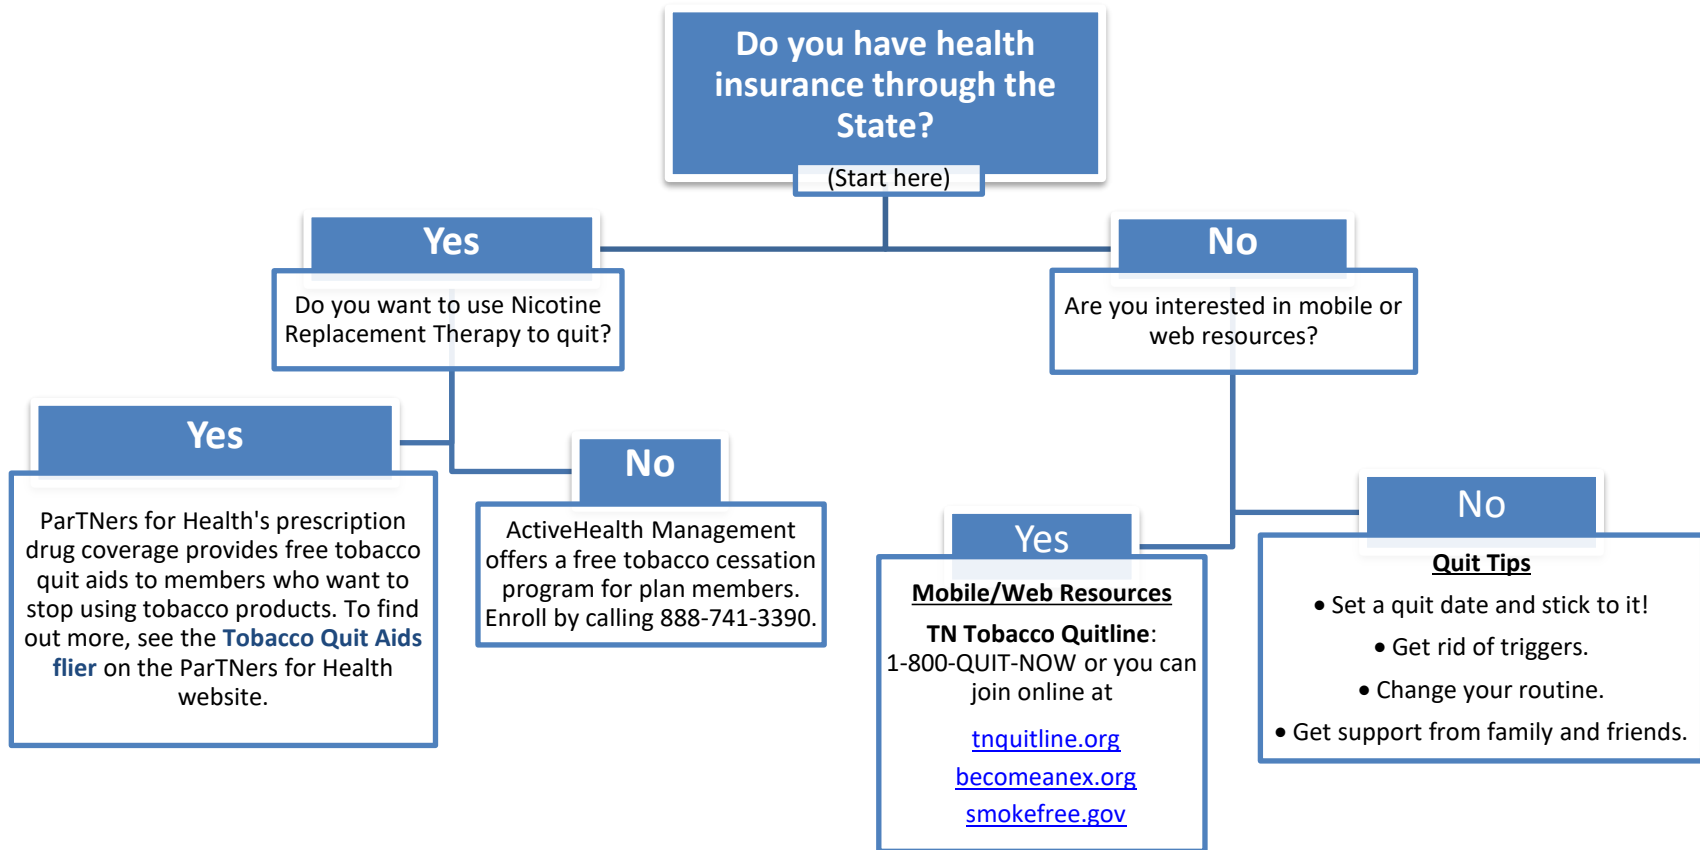 Do you have health
insurance through the
State?
(Start here)
Yes
Do you want to use Nicotine
Replacement Therapy to quit?
No
Are you interested in mobile or
web resources?
Yes
ParTNers for Health's prescription
drug coverage provides free tobacco
quit aids to members who want to
stop using tobacco products. To find
out more, see the Tobacco Quit Aids
flier on the ParTNers for Health
website.
No
ActiveHealth Management
offers a free tobacco cessation
program for plan members.
Enroll by calling 888-741-3390.
Yes
Mobile/Web Resources
TN Tobacco Quitline:
1-800-QUIT-NOW or you can
join online at
tnquitline.org
becomeanex.org
smokefree.gov
No
Quit Tips
• Set a quit date and stick to it!
• Get rid of triggers.
• Change your routine.
• Get support from family and friends.